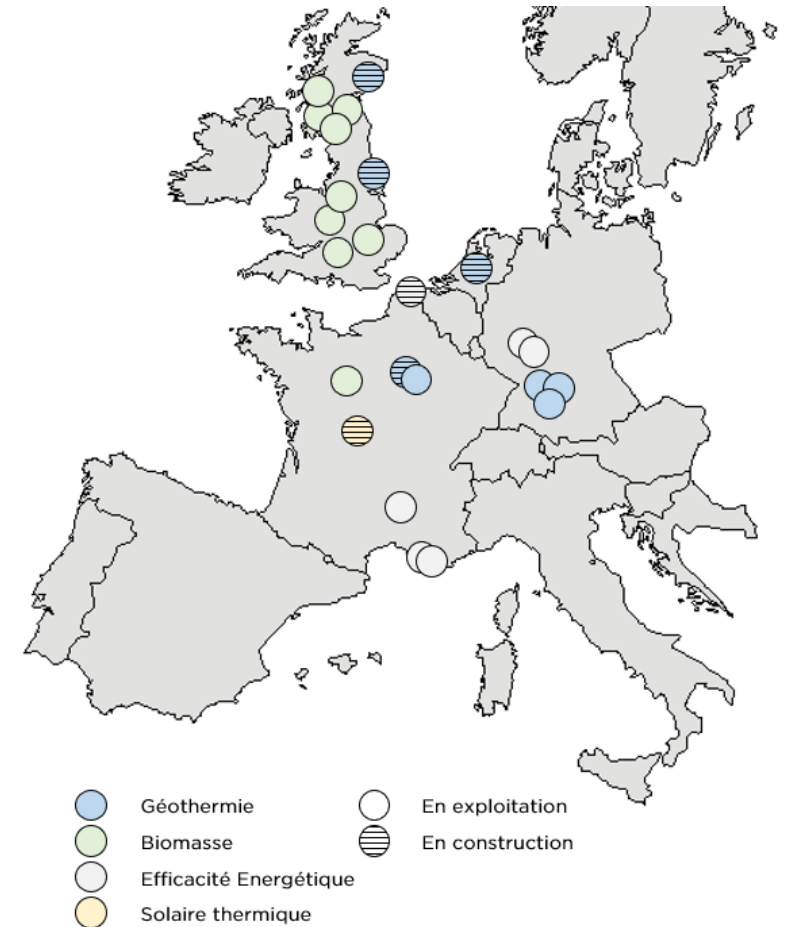 Géothermie
En exploitation
Biomasse
En construction
Efficacité Energétique
Solaire thermique